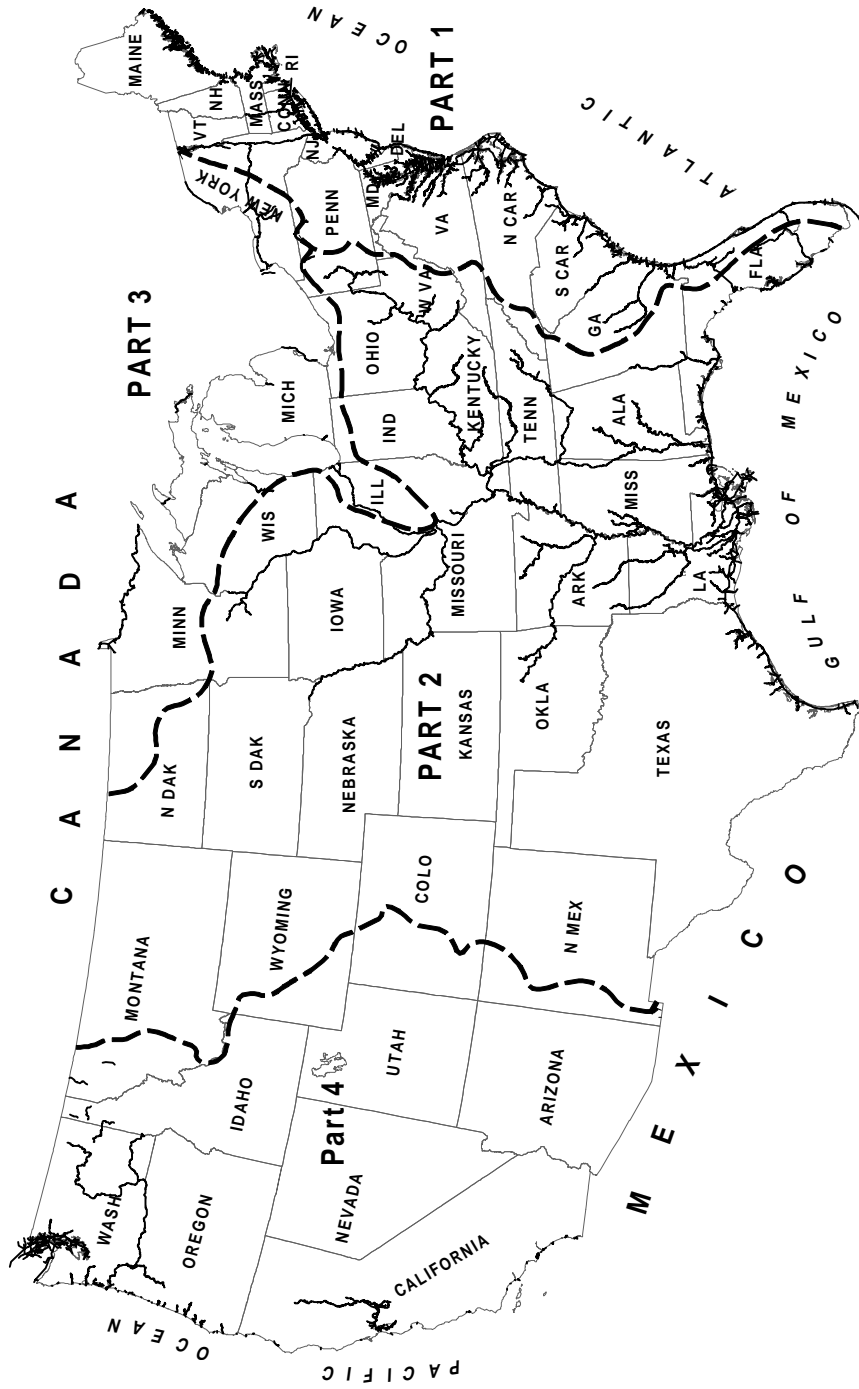 CANADA
PART 3
PART 1
PART 2
Part 4
WASH
OREGON
CALIFORNIA
NEVADA
IDAHO
MONTANA
WYOMING
UTAH
ARIZONA
COLO
N MEX
N DAK
S DAK
NEBRASKA
KANSAS
OKLA
TEXAS
MINN
IOWA
MISSOURI
ARK
LA
WIS
ILL
MICH
IND
OHIO
KENTUCKY
TENN
MISS
ALA
GA
FLA
S CAR
N CAR
VA
W VA
MD
DEL
PENN
NJ
NEW YORK
VT
NH
MAINE
MASS
CONN
RI
PACIFIC OCEAN
ATLANTIC OCEAN
GULF OF MEXICO
MEXICO